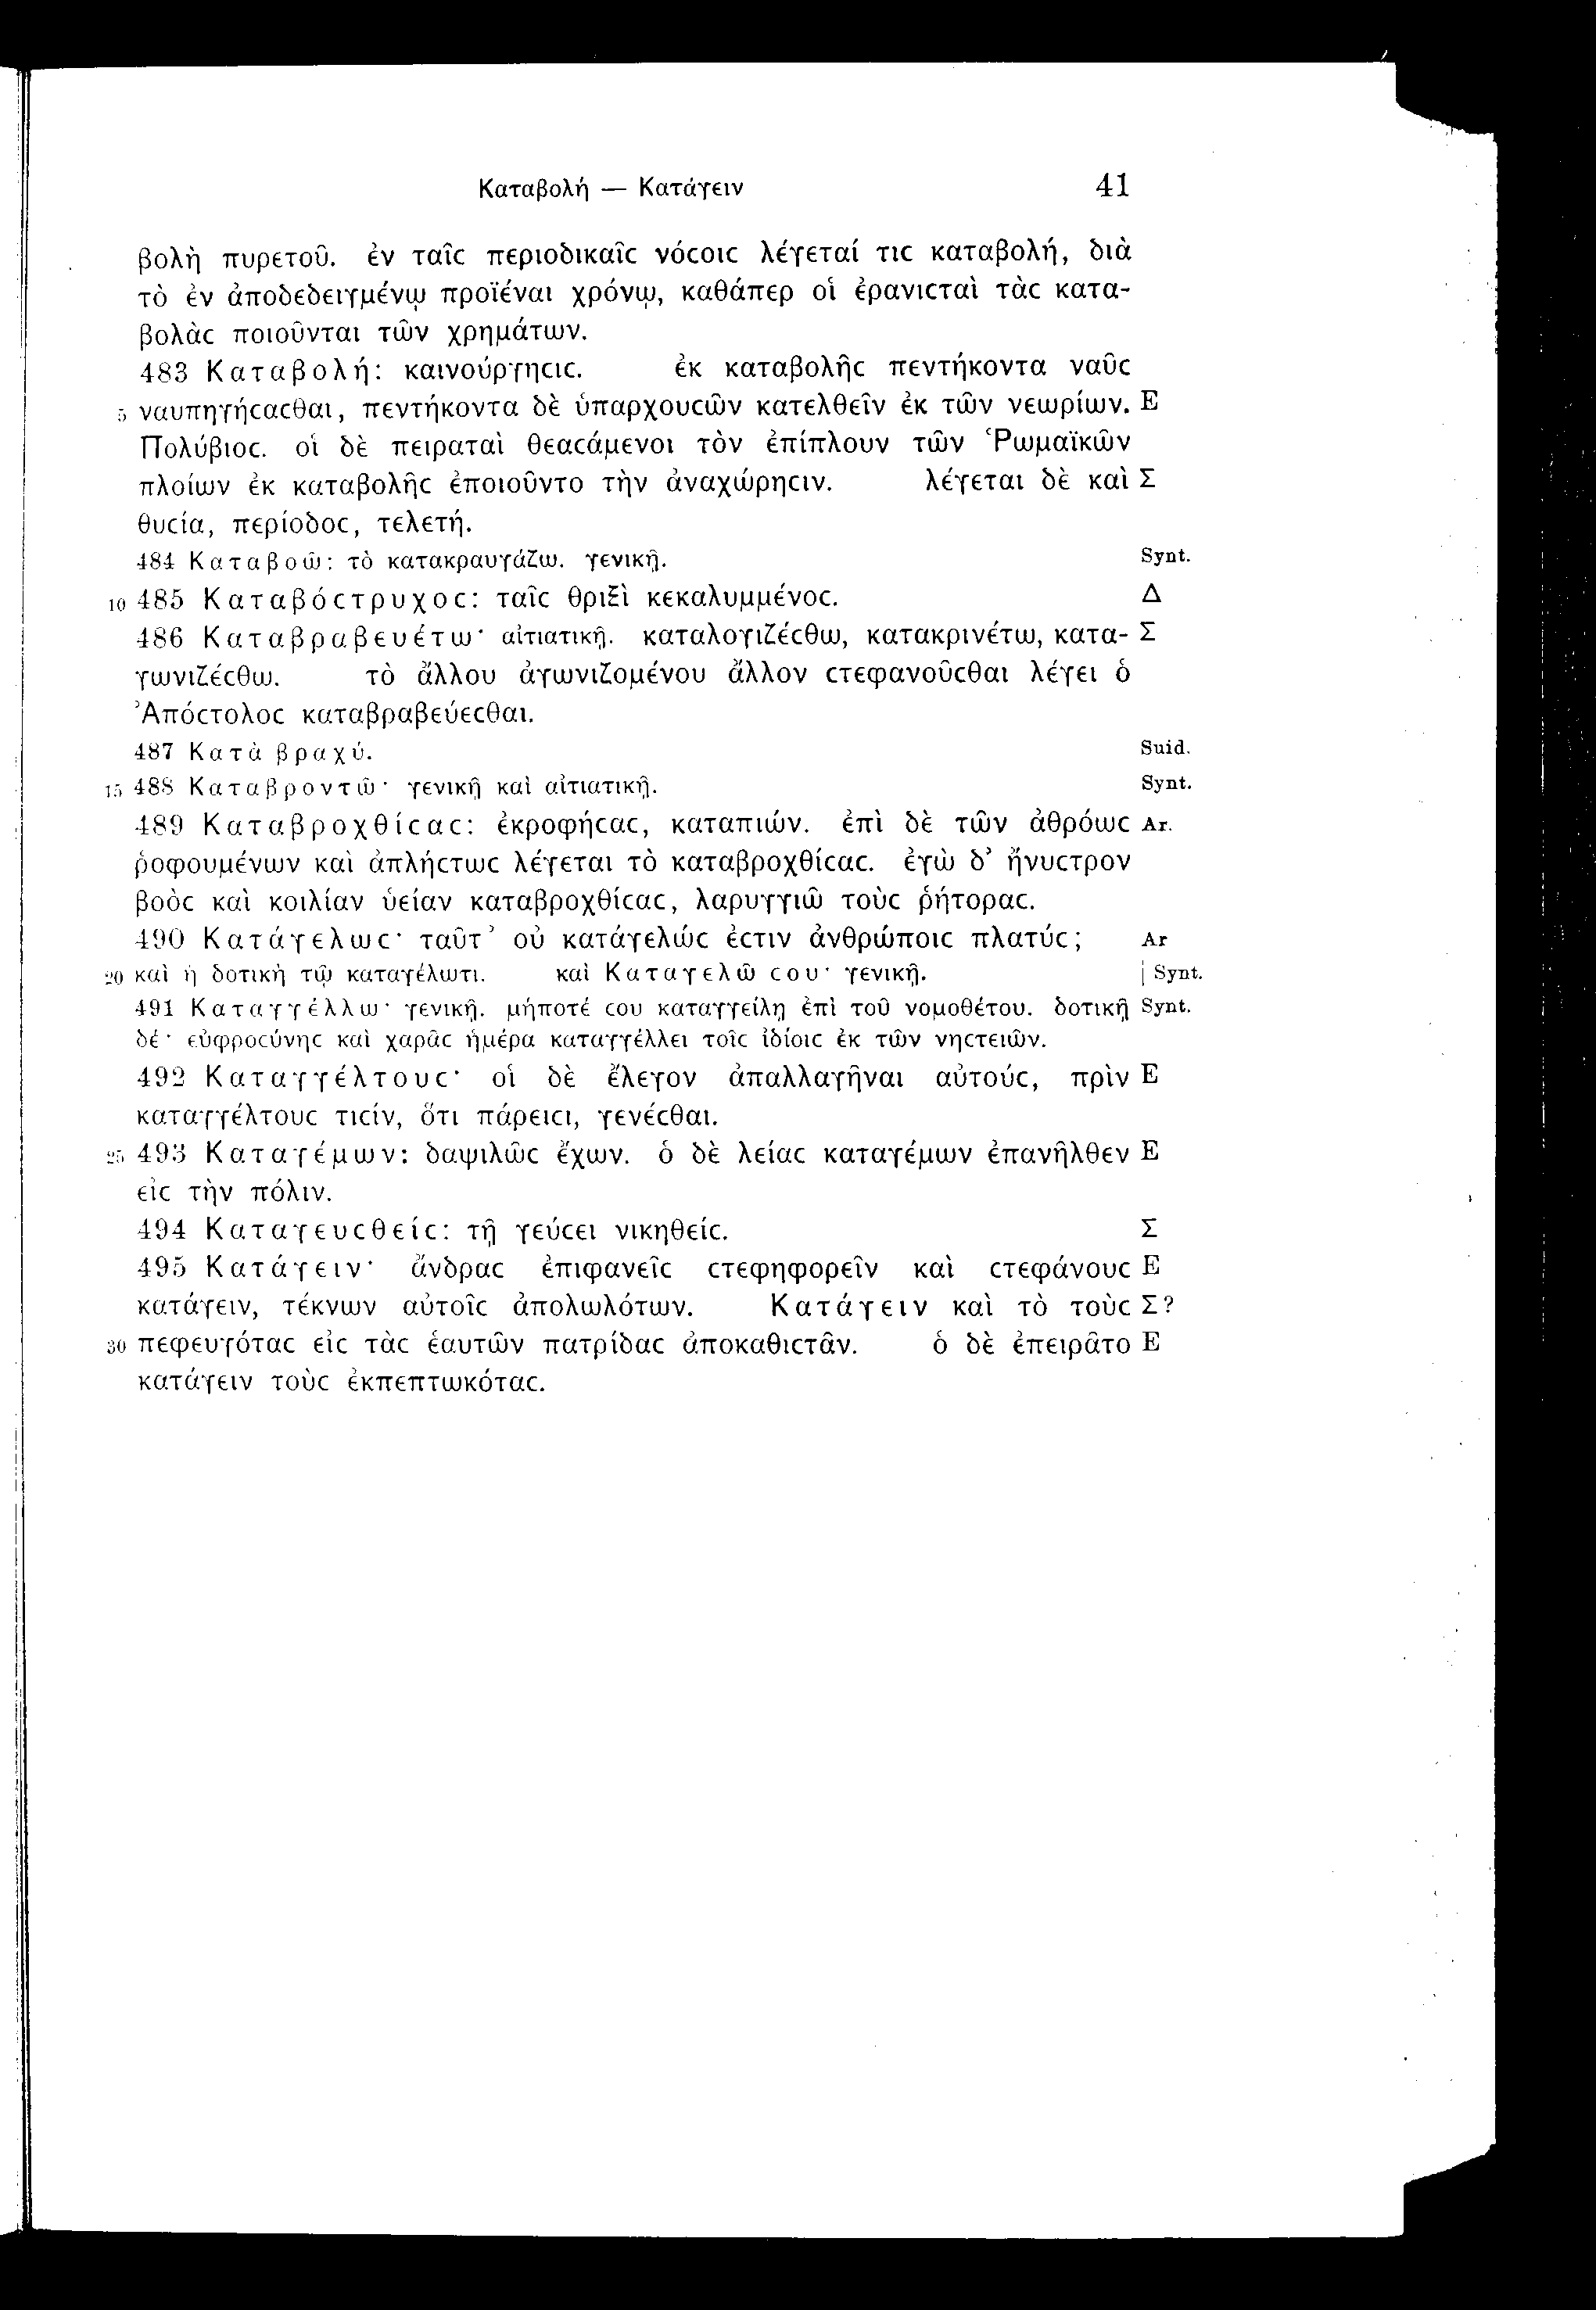 Καταβολή — Κατάγειν 41
βολὴ πυρετοῦ. ἐν ταῖϲ περιοδικαῖϲ νόϲοιϲ λέγεταί τιϲ καταβολή, διὰ
τὸ ἐν ἀποδεδειγμένῳ προϊέναι χρόνῳ, καθάπερ οἱ ἐρανιϲταὶ τὰϲ κατα-
βολὰϲ ποιοῦνται τῶν χρημάτων.
483 Καταβολή: καινούργηϲιϲ. ἐκ καταβολῆϲ πεντήκοντα ναῦϲ
5 ναυπηγήϲαϲθαι, πεντήκοντα δὲ ὑπαρχουϲῶν κατελθεῖν ἐκ τῶν νεωρίων. E
Πολύβιοϲ. οἱ δὲ πειραταὶ θεαϲάμενοι τὸν ἐπίπλουν τῶν Ῥωμαϊκῶν
πλοίων ἐκ καταβολῆϲ ἐποιοῦντο τὴν ἀναχώρηϲιν. λέγεται δὲ καὶ Σ
θυϲία, περίοδοϲ, τελετή.
484 Καταβοῶ: τὸ κατακραυγάζω. γενικῇ. Synt.
10 485 Καταβόϲτρυχοϲ: ταῖϲ θριξὶ κεκαλυμμένοϲ. Δ
486 Καταβραβευέτω· αἰτιατικῇ. καταλογιζέϲθω, κατακρινέτω, κατα- Σ
γωνιζέϲθω. τὸ ἄλλου ἀγωνιζομένου ἄλλον ϲτεφανοῦϲθαι λέγει ὁ
Ἀπόϲτολοϲ καταβραβεύεϲθαι.
487 Κατὰ βραχύ. Suid.
15 488 Καταβροντῶ· γενικῇ καὶ αἰτιατικῇ. Synt.
489 Καταβροχθίϲαϲ: ἐκροφήϲαϲ, καταπιών. ἐπὶ δὲ τῶν ἀθρόωϲ Ar.
ῥοφουμένων καὶ ἀπλήϲτωϲ λέγεται τὸ καταβροχθίϲαϲ. ἐγὼ δ’ ἤνυϲτρον
βοὸϲ καὶ κοιλίαν ὑείαν καταβροχθίϲαϲ, λαρυγγιῶ τοὺϲ ῥήτοραϲ.
490 Κατάγελωϲ· ταῦτ’ οὐ κατάγελώϲ ἐϲτιν ἀνθρώποιϲ πλατύϲ; Ar
20 καὶ ἡ δοτικὴ τῷ καταγέλωτι. καὶ Καταγελῶ ϲου· γενικῇ. | Synt.
491 Καταγγέλλω· γενικῇ. μήποτέ ϲου καταγγείλῃ ἐπὶ τοῦ νομοθέτου. δοτικῇ Synt.
δέ· εὐφροϲύνηϲ καὶ χαρᾶϲ ἡμέρα καταγγέλλει τοῖϲ ἰδίοιϲ ἐκ τῶν νηϲτειῶν.
492 Καταγγέλτουϲ· οἱ δὲ ἔλεγον ἀπαλλαγῆναι αὐτούϲ, πρὶν E
καταγγέλτουϲ τιϲίν, ὅτι πάρειϲι, γενέϲθαι.
25 493 Καταγέμων: δαψιλῶϲ ἔχων. ὁ δὲ λείαϲ καταγέμων ἐπανῆλθεν E
εἰϲ τὴν πόλιν.
494 Καταγευϲθείϲ: τῇ γεύϲει νικηθείϲ. Σ
495 Κατάγειν· ἄνδραϲ ἐπιφανεῖϲ ϲτεφηφορεῖν καὶ ϲτεφάνουϲ E
κατάγειν, τέκνων αὐτοῖϲ ἀπολωλότων. Κατάγειν καὶ τὸ τοὺϲ Σ?
30 πεφευγόταϲ εἰϲ τὰϲ ἑαυτῶν πατρίδαϲ ἀποκαθιϲτᾶν. ὁ δὲ ἐπειρᾶτο E
κατάγειν τοὺϲ ἐκπεπτωκόταϲ.